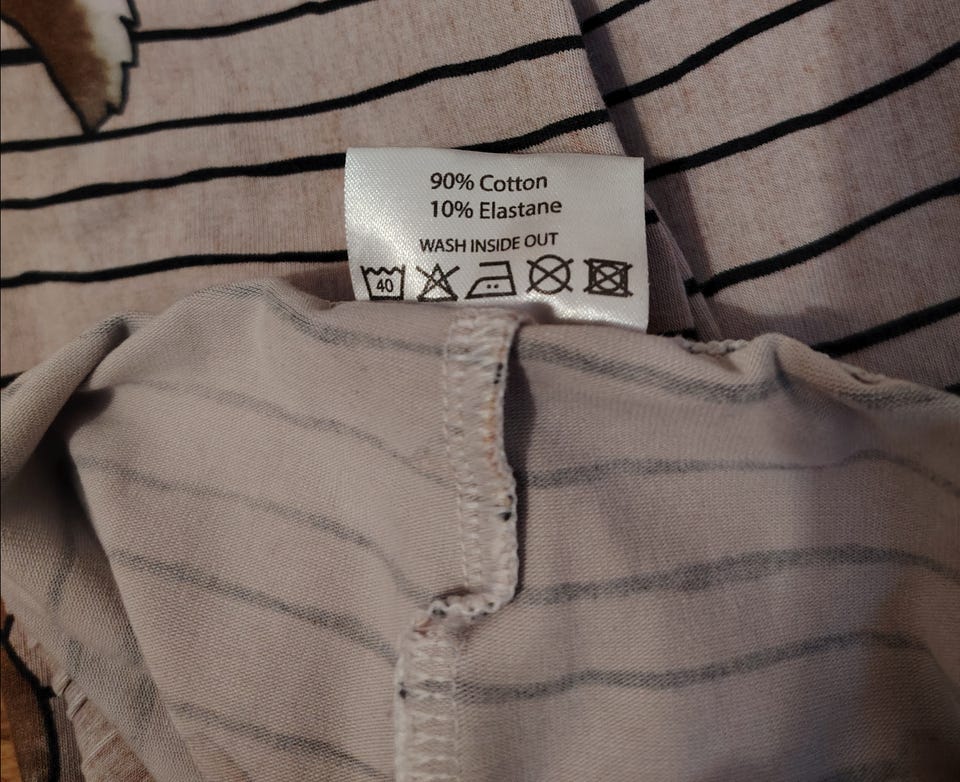 90% Cotton
10% Elastane
WASH INSIDE OUT
40